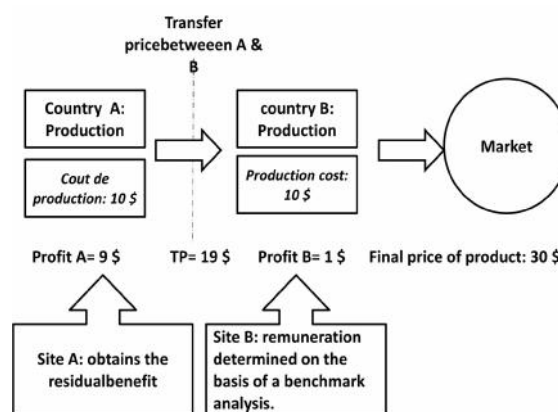 Transfer
pricebetweeen A &
B
Country A:
Production
country B:
Production
Market
Cout de
production: 10 $
Production cost:
10 $
Profit A= 9 $
TP= 19 $
Profit B= 1 $
Final price of product: 30 $
Site A: obtains the
residualbenefit
Site B: remuneration
determined on the
basis of a benchmark
analysis.